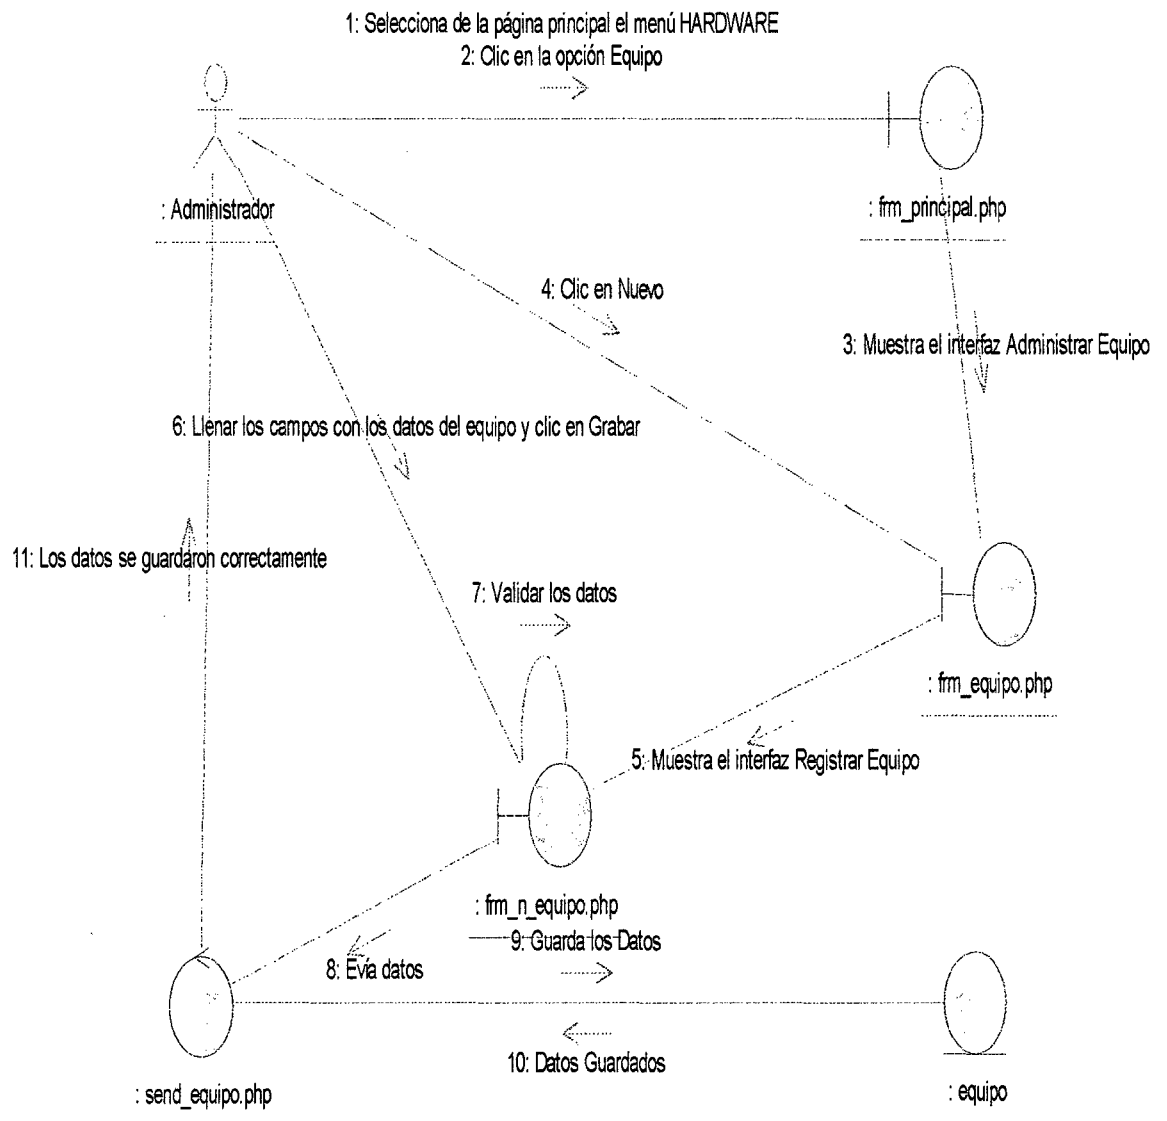 1: Selecciona de la página principal el menú HARDWARE
2: Clic en la opción Equipo
: Administrador
: frm_principal.php
4: Clic en Nuevo
3: Muestra el interfaz Administrar Equipo
6: Llenar los campos con los datos del equipo y clic en Grabar
11: Los datos se guardaron correctamente
7: Validar los datos
: frm_equipo.php
5: Muestra el interfaz Registrar Equipo
: frm_n_equipo.php
9: Guarda los Datos
8: Evía datos
10: Datos Guardados
: send_equipo.php
: equipo